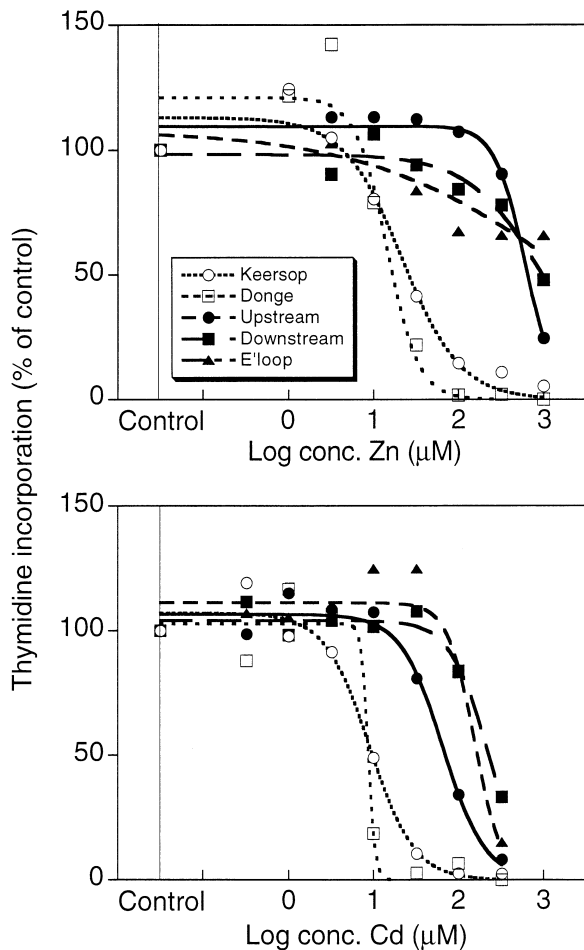 150
100
50
0
Keersop
Donge
Upstream
Downstream
E'loop
Control 0 1 2 3
Log conc. Zn (μM)
Thymidine incorporation (% of control)
150
100
50
0
Control 0 1 2 3
Log conc. Cd (μM)